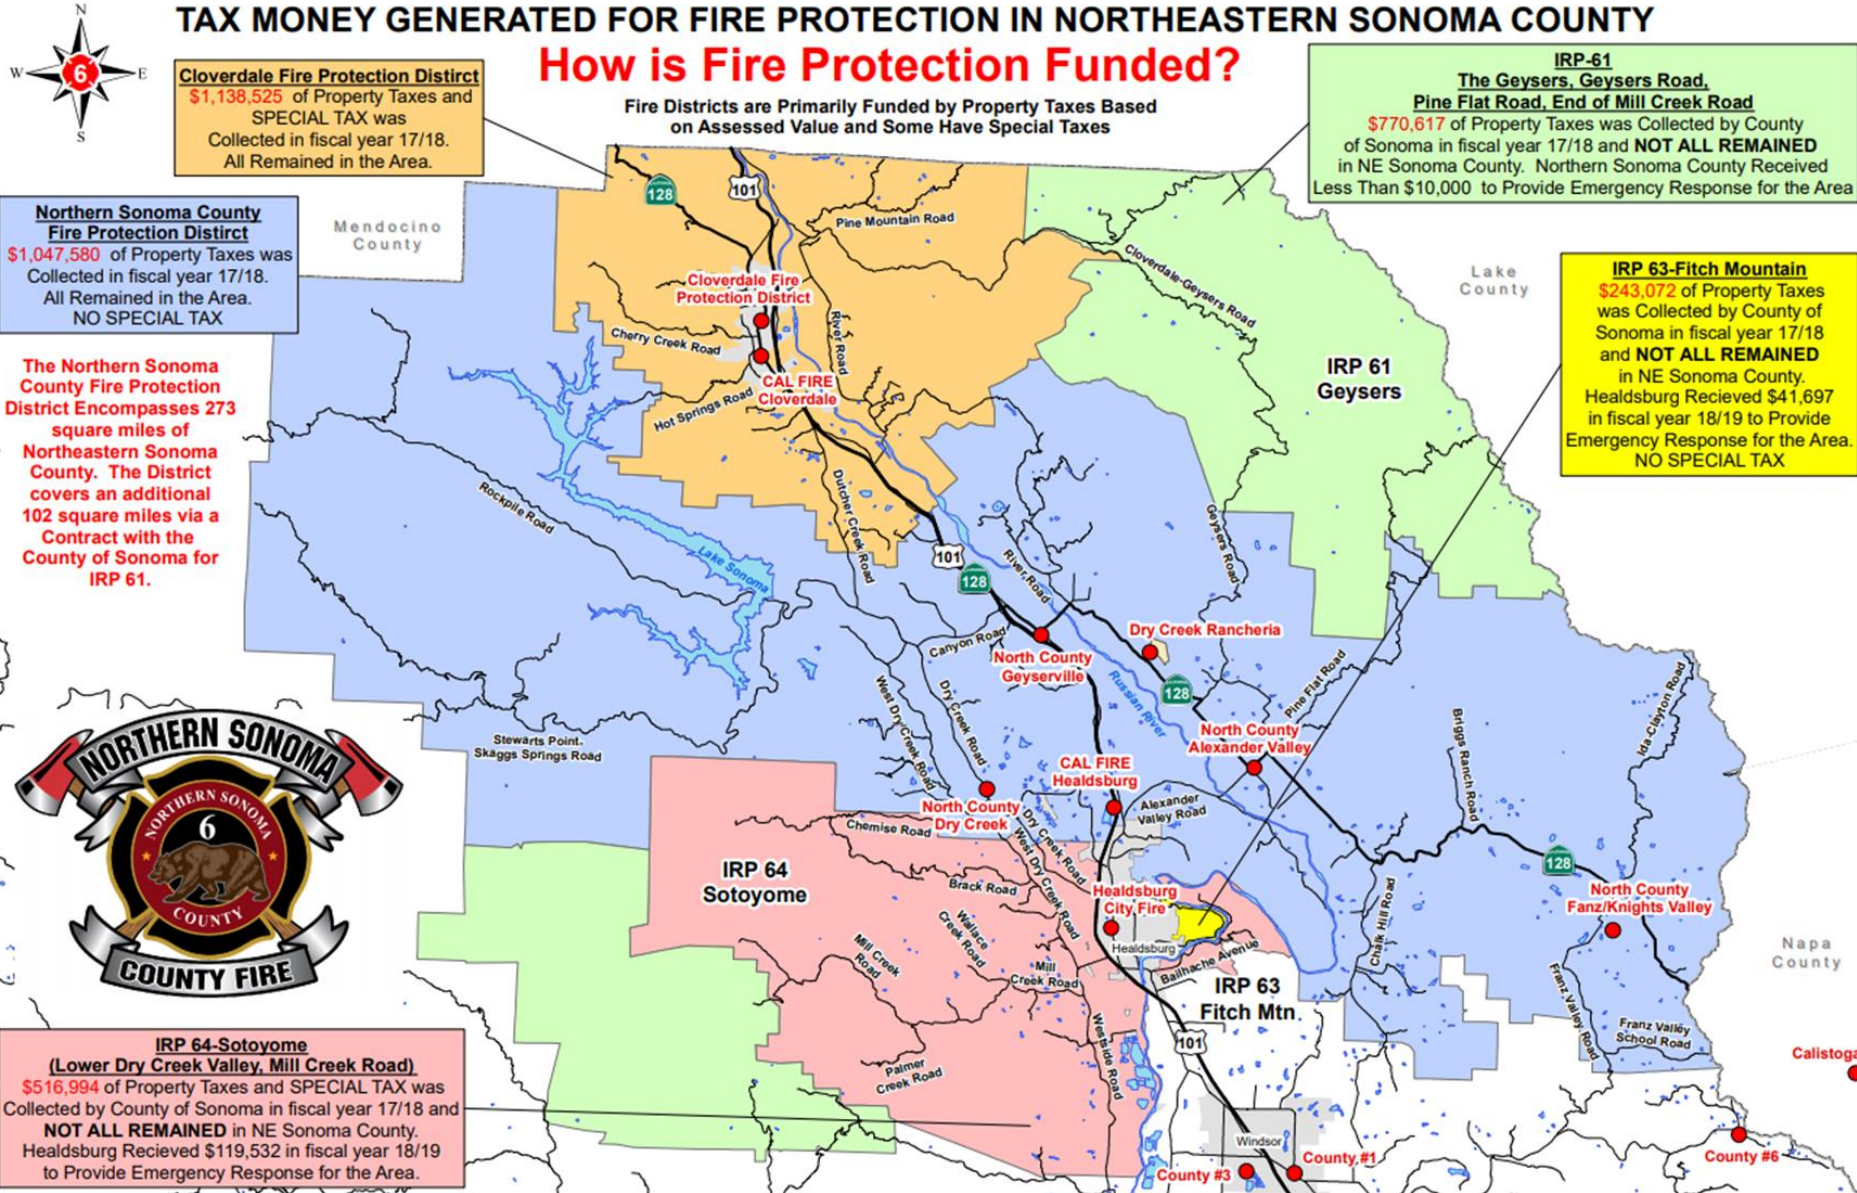 TAX MONEY GENERATED FOR FIRE PROTECTION IN NORTHEASTERN SONOMA COUNTY
How is Fire Protection Funded?
Fire Districts are Primarily Funded by Property Taxes Based
on Assessed Value and Some Have Special Taxes
N
W
6
E
S
Cloverdale Fire Protection Distirct
$1,138,525 of Property Taxes and
SPECIAL TAX was
Collected in fiscal year 17/18.
All Remained in the Area.
IRP-61
The Geysers, Geysers Road,
Pine Flat Road, End of Mill Creek Road
$770,617 of Property Taxes was Collected by County
of Sonoma in fiscal year 17/18 and NOT ALL REMAINED
in NE Sonoma County. Northern Sonoma County Received
Less Than $10,000 to Provide Emergency Response for the Area
Northern Sonoma County
Fire Protection Distirct
$1,047,580 of Property Taxes was
Collected in fiscal year 17/18.
All Remained in the Area.
NO SPECIAL TAX
The Northern Sonoma
County Fire Protection
District Encompasses 273
square miles of
Northeastern Sonoma
County. The District
covers an additional
102 square miles via a
Contract with the
County of Sonoma for
IRP 61.
IRP 63-Fitch Mountain
$243,072 of Property Taxes
was Collected by County of
Sonoma in fiscal year 17/18
and NOT ALL REMAINED
in NE Sonoma County.
Healdsburg Recieved $41,697
in fiscal year 18/19 to Provide
Emergency Response for the Area.
NO SPECIAL TAX
Mendocino
County
128
101
Pine Mountain Road
Cloverdale-Geysers Road
Lake
County
Cloverdale Fire
Protection District
Cherry Creek Road
River Road
CAL FIRE
Cloverdale
Hot Springs Road
IRP 61
Geysers
Rockpile Road
Dutcher Creek Road
Lake Sonoma
101
128
River Road
Geysers Road
Canyon Road
North County
Geyserville
Dry Creek Rancheria
128
Russian River
Pine Flat Road
West Dry Creek Road
Dry Creek Road
North County
Alexander Valley
Briggs Ranch Road
Ida-Clayton Road
Stewarts Point-
Skaggs Springs Road
CAL FIRE
Healdsburg
North County
Dry Creek
Alexander
Valley Road
Chemise Road
Dry Creek Road
West Dry Creek Road
IRP 64
Sotoyome
Brack Road
Wallace
Creek Road
Mill Creek
Road
Mill
Creek Road
Healdsburg
City Fire
Healdsburg
Bailhache Avenue
IRP 63
Fitch Mtn.
Chalk Hill Road
128
North County
Fanz/Knights Valley
Napa
County
Franz Valley Road
Franz Valley
School Road
101
Westside Road
Palmer
Creek Road
Calistoga
Windsor
County #1
County #3
County #6
NORTHERN SONOMA
NORTHERN SONOMA
6
COUNTY
COUNTY FIRE
IRP 64-Sotoyome
(Lower Dry Creek Valley, Mill Creek Road)
$516,994 of Property Taxes and SPECIAL TAX was
Collected by County of Sonoma in fiscal year 17/18 and
NOT ALL REMAINED in NE Sonoma County.
Healdsburg Recieved $119,532 in fiscal year 18/19
to Provide Emergency Response for the Area.